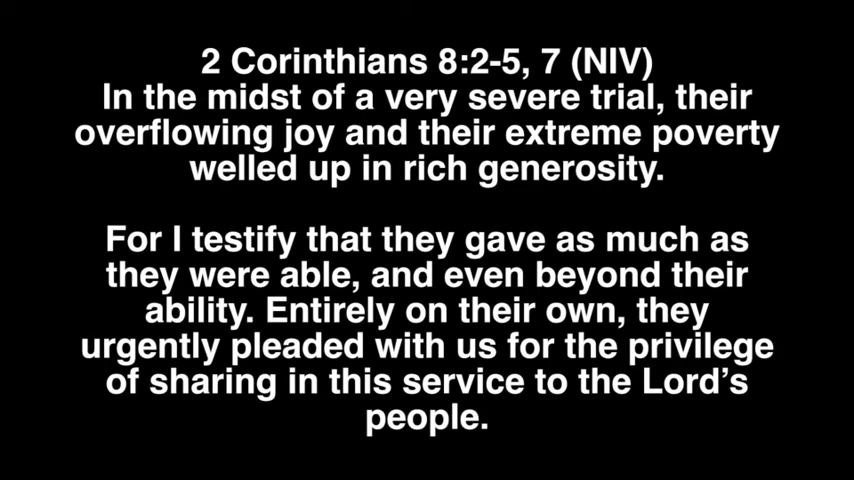 2 Corinthians 8:2-5, 7 (NIV)
In the midst of a very severe trial, their
overflowing joy and their extreme poverty
welled up in rich generosity.
For I testify that they gave as much as
they were able, and even beyond their
ability. Entirely on their own, they
urgently pleaded with us for the privilege
of sharing in this service to the Lord’s
people.